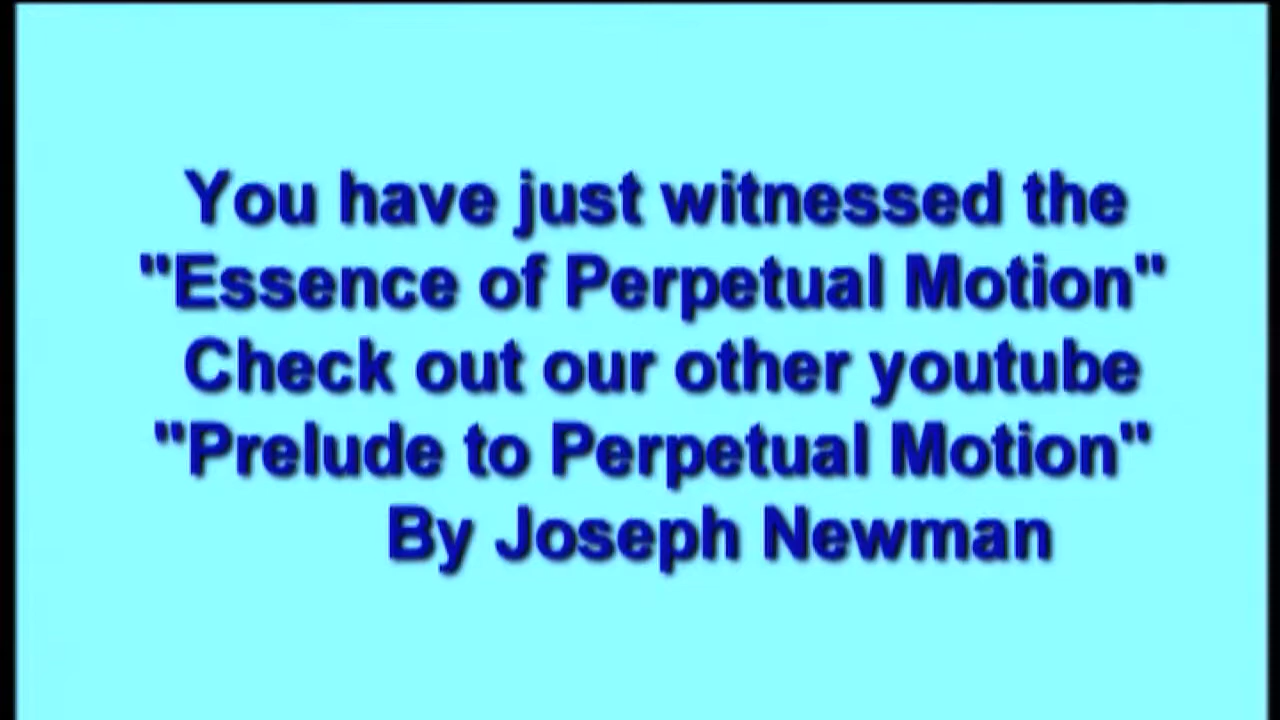 You have just witnessed the
"Essence of Perpetual Motion"
Check out our other youtube
"Prelude to Perpetual Motion"
By Joseph Newman